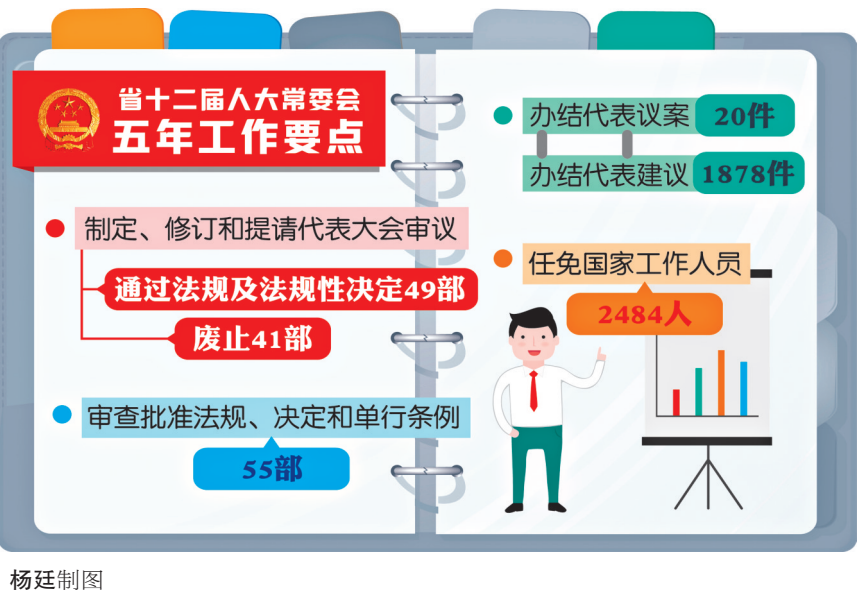 省十二届人大常委会
五年工作要点
制定、修订和提请代表大会审议
通过法规及法规性决定49部
废止41部
审查批准法规、决定和单行条例
55部
办结代表议案 20件
办结代表建议 1878件
任免国家工作人员
2484人
杨廷制图